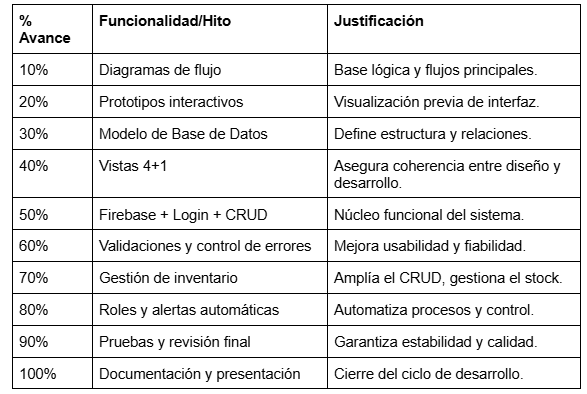 % Avance Funcionalidad/Hito Justificación
10% Diagramas de flujo Base lógica y flujos principales.
20% Prototipos interactivos Visualización previa de interfaz.
30% Modelo de Base de Datos Define estructura y relaciones.
40% Vistas 4+1 Asegura coherencia entre diseño y desarrollo.
50% Firebase + Login + CRUD Núcleo funcional del sistema.
60% Validaciones y control de errores Mejora usabilidad y fiabilidad.
70% Gestión de inventario Amplía el CRUD, gestiona el stock.
80% Roles y alertas automáticas Automatiza procesos y control.
90% Pruebas y revisión final Garantiza estabilidad y calidad.
100% Documentación y presentación Cierre del ciclo de desarrollo.